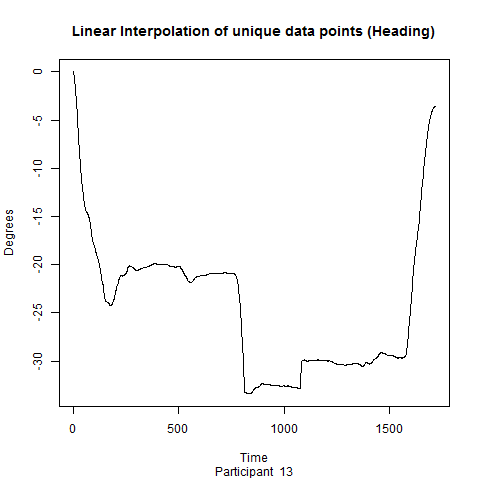 Linear Interpolation of unique data points (Heading)
0
-5
-10
-15
-20
-25
-30
Degrees
0 500 1000 1500
Time
Participant 13